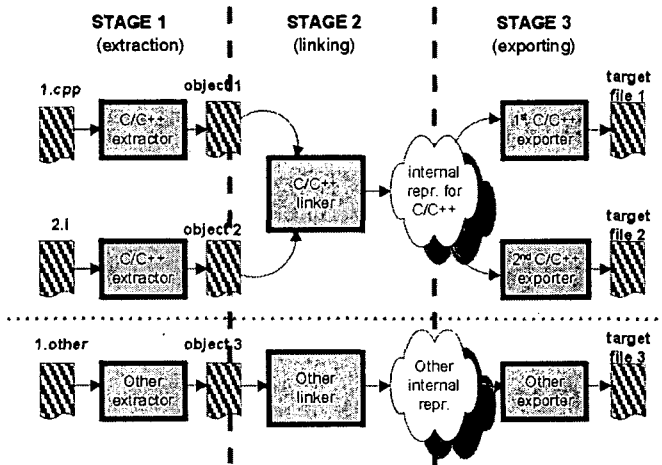 STAGE 1
(extraction)
STAGE 2
(linking)
STAGE 3
(exporting)
1.cpp
C/C++
extractor
object 1
C/C++
linker
internal
repr. for
C/C++
1st C/C++
exporter
target
file 1
2.i
C/C++
extractor
object 2
2nd C/C++
exporter
target
file 2
1.other
Other
extractor
object 3
Other
linker
Other
internal
repr.
Other
exporter
target
file 3